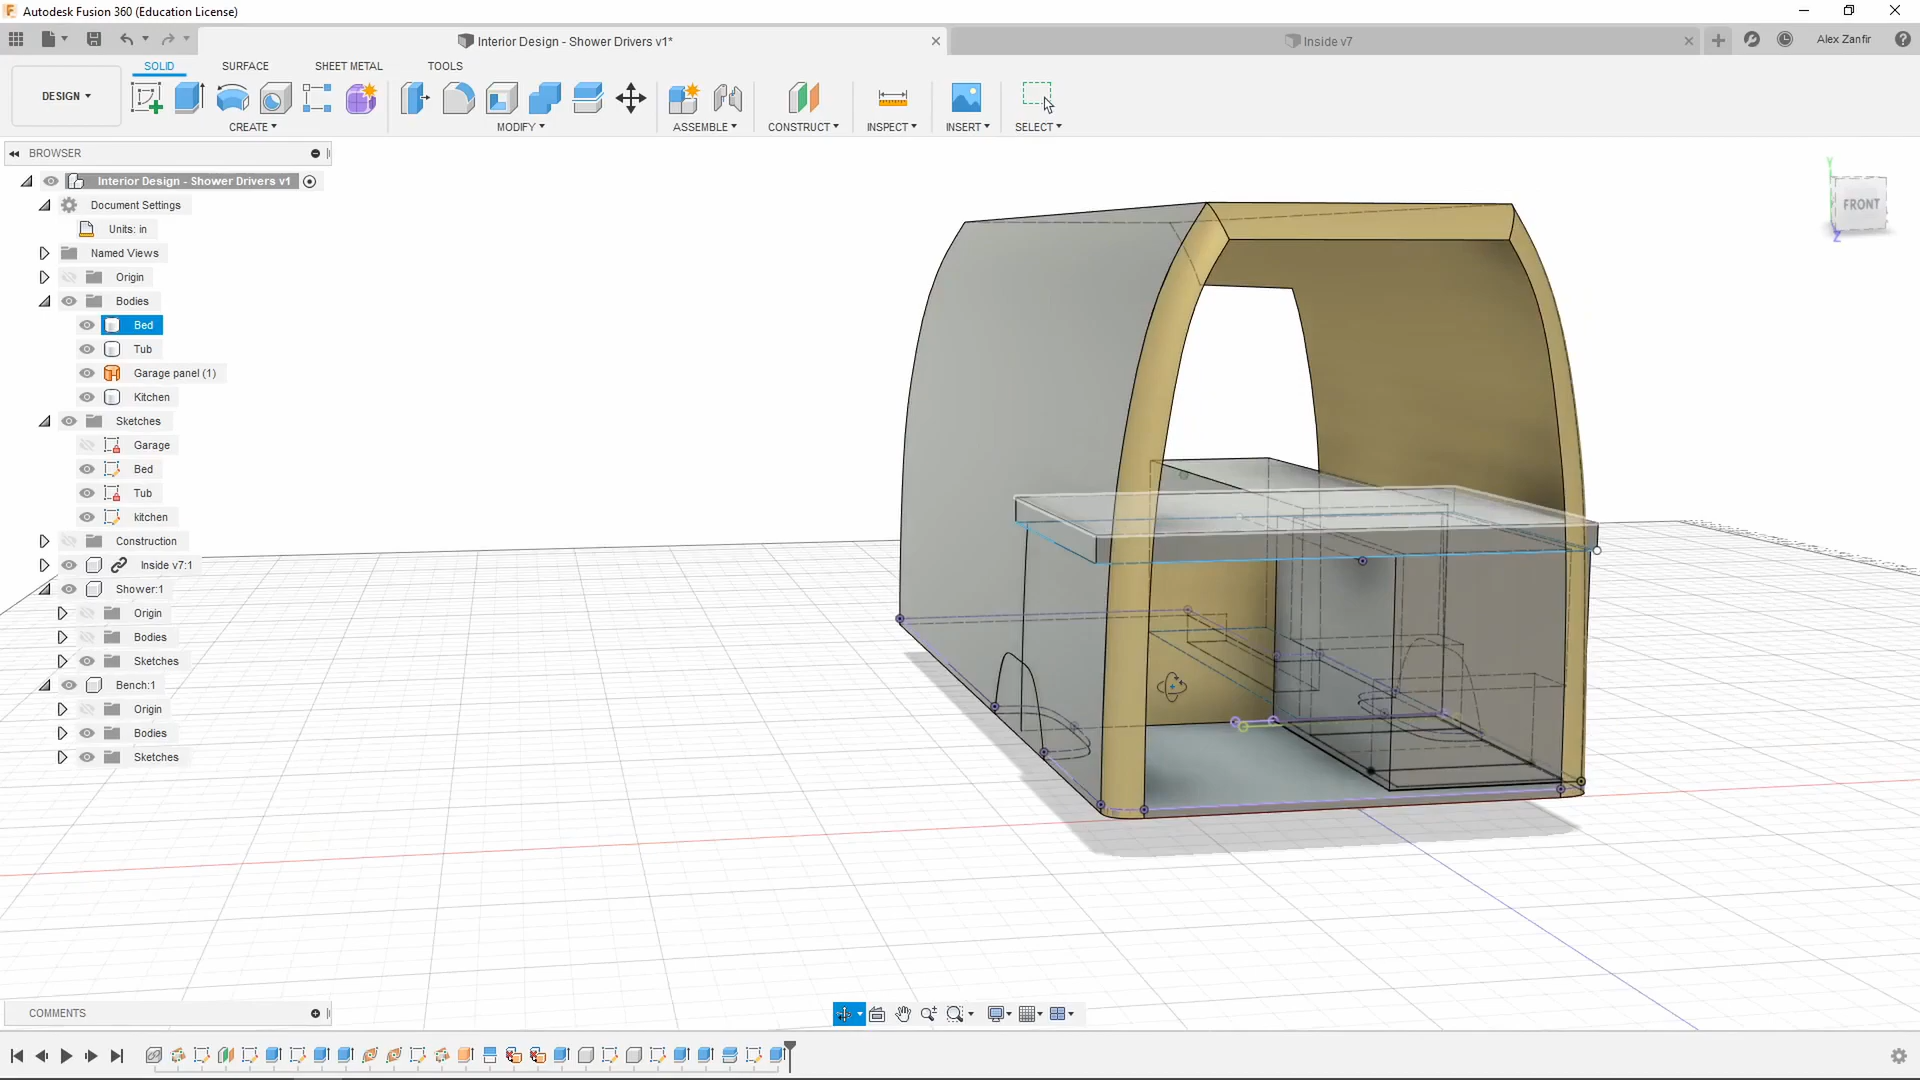 Autodesk Fusion 360 (Education License)
Interior Design - Shower Drivers v1*
Inside v7
Alex Zanfir
DESIGN
SOLID
SURFACE
SHEET METAL
TOOLS
CREATE
MODIFY
ASSEMBLE
CONSTRUCT
INSPECT
INSERT
SELECT
BROWSER
Interior Design - Shower Drivers v1
Document Settings
Units: in
Named Views
Origin
Bodies
Bed
Tub
Garage panel (1)
Kitchen
Sketches
Garage
Bed
Tub
kitchen
Construction
Inside v7:1
Shower:1
Origin
Bodies
Sketches
Bench:1
Origin
Bodies
Sketches
Y
FRONT
Z
COMMENTS